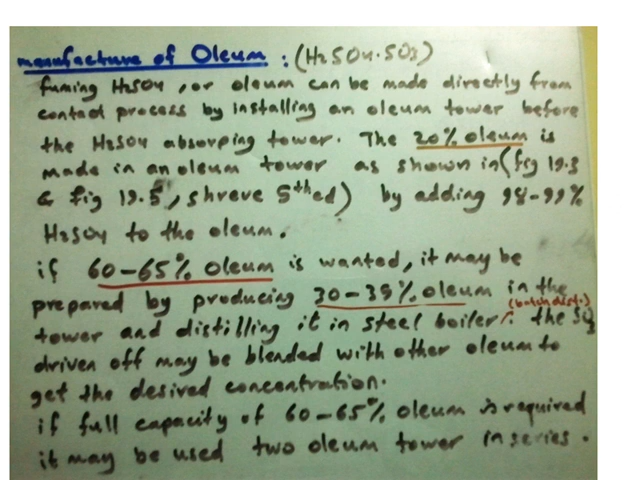 manufacture of Oleum : (H2SO4.SO3)
fuming H2SO4, or oleum can be made directly from
contact process by installing an oleum tower before
the H2SO4 absorping tower. The 20% oleum is
made in an oleum tower as shown in (fig 19.3
& fig 19.5, shreve 5th ed) by adding 98-99%
H2SO4 to the oleum.
if 60-65% Oleum is wanted, it may be
prepared by producing 30-35% oleum in the
(batch dist.)
tower and distilling it in steel boiler. the SO3
driven off may be blended with other oleum to
get the desired concentration.
if full capacity of 60-65% oleum is required
it may be used two oleum tower in series.